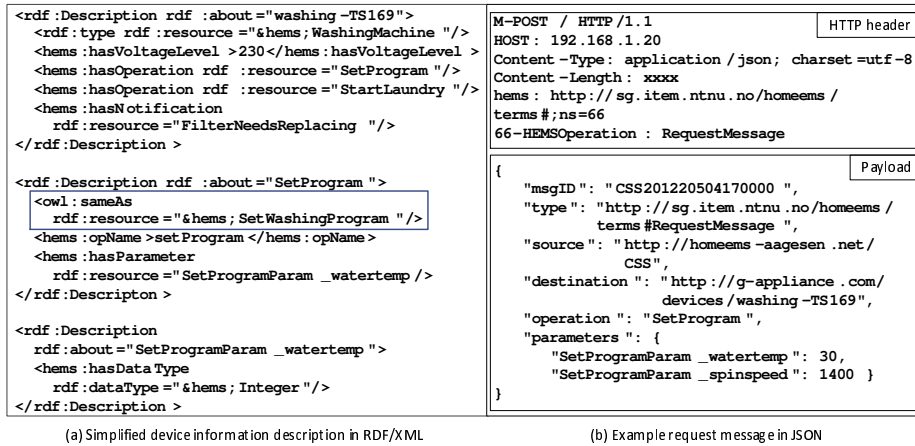 <rdf:Description rdf :about="washing -TS169">
<rdf:type rdf :resource ="&hems; WashingMachine "/>
<hems:hasVoltageLevel >230</hems:hasVoltageLevel >
<hems:hasOperation rdf :resource="SetProgram "/>
<hems:hasOperation rdf :resource="StartLaundry "/>
<hems:hasNotification
rdf:resource ="FilterNeedsReplacing "/>
</rdf:Description >
<rdf:Description rdf :about="SetProgram ">
<owl:sameAs
rdf:resource="&hems; SetWashingProgram "/>
<hems:opName>setProgram </hems:opName>
<hems:hasParameter
rdf:resource="SetProgramParam _watertemp/>
</rdf:Descripton >
<rdf:Description
rdf:about="SetProgramParam _watertemp ">
<hems:hasDataType
rdf:dataType ="&hems; Integer"/>
</rdf:Description >
(a) Simplified device information description in RDF/XML
HTTP header
M-POST / HTTP/1.1
HOST: 192.168.1.20
Content-Type: application /json; charset=utf-8
Content-Length: xxxx
hems: http://sg.item.ntnu.no/homeems /
terms#;ns=66
66-HEMSOperation : RequestMessage
Payload
{
"msgID": "CSS201220504170000 ",
"type": "http://sg.item.ntnu.no/homeems /
terms#RequestMessage ",
"source": "http://homeems -aagesen .net/
CSS",
"destination ": "http://g-appliance .com/
devices/washing -TS169",
"operation ": "SetProgram ",
"parameters ": {
"SetProgramParam _watertemp ": 30,
"SetProgramParam _spinspeed ": 1400 }
}
(b) Example request message in JSON